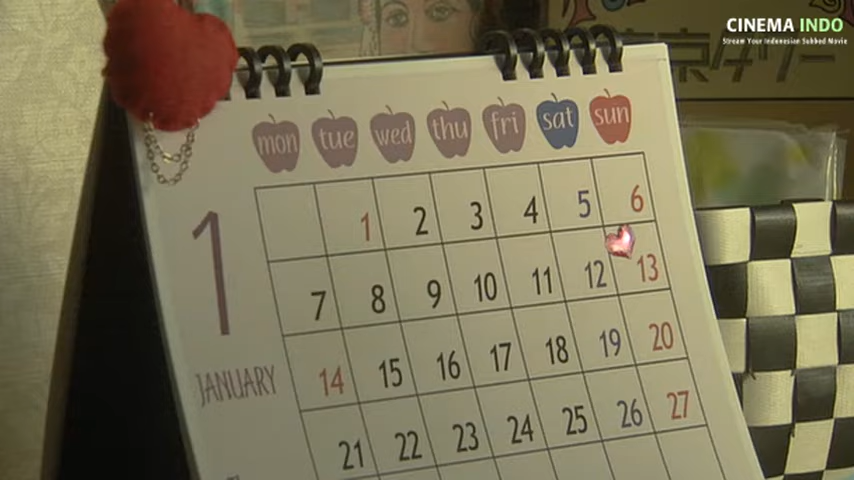 CINEMA INDO
Stream Your Indonesian Subbed Movie
mon tue wed thu fri sat sun
1 2 3 4 5 6
1
7 8 9 10 11 12 13
JANUARY
14 15 16 17 18 19 20
21 22 23 24 25 26 27